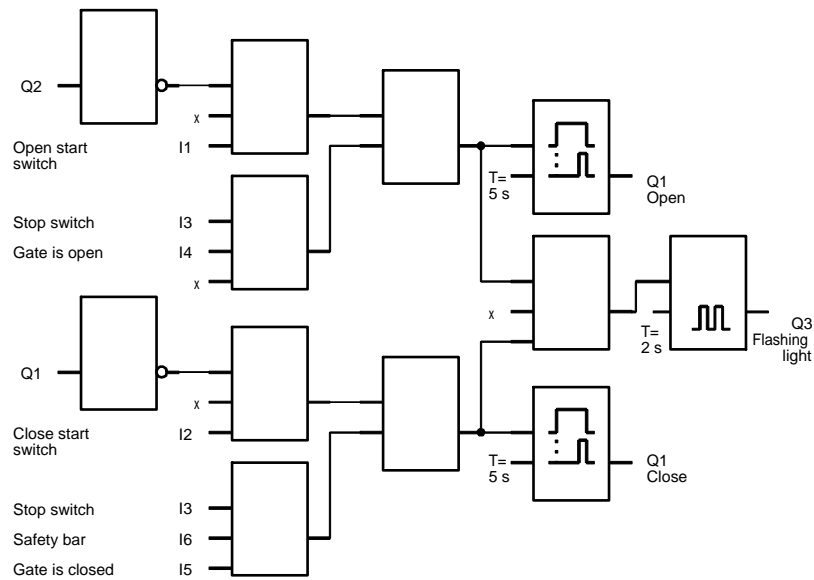 Q2
x
Open start
switch
I1
T=
5 s
Q1
Open
Stop switch
I3
Gate is open
I4
x
x
T=
2 s
Q3
Flashing
light
Q1
x
Close start
switch
I2
T=
5 s
Q1
Close
Stop switch
I3
Safety bar
I6
Gate is closed
I5